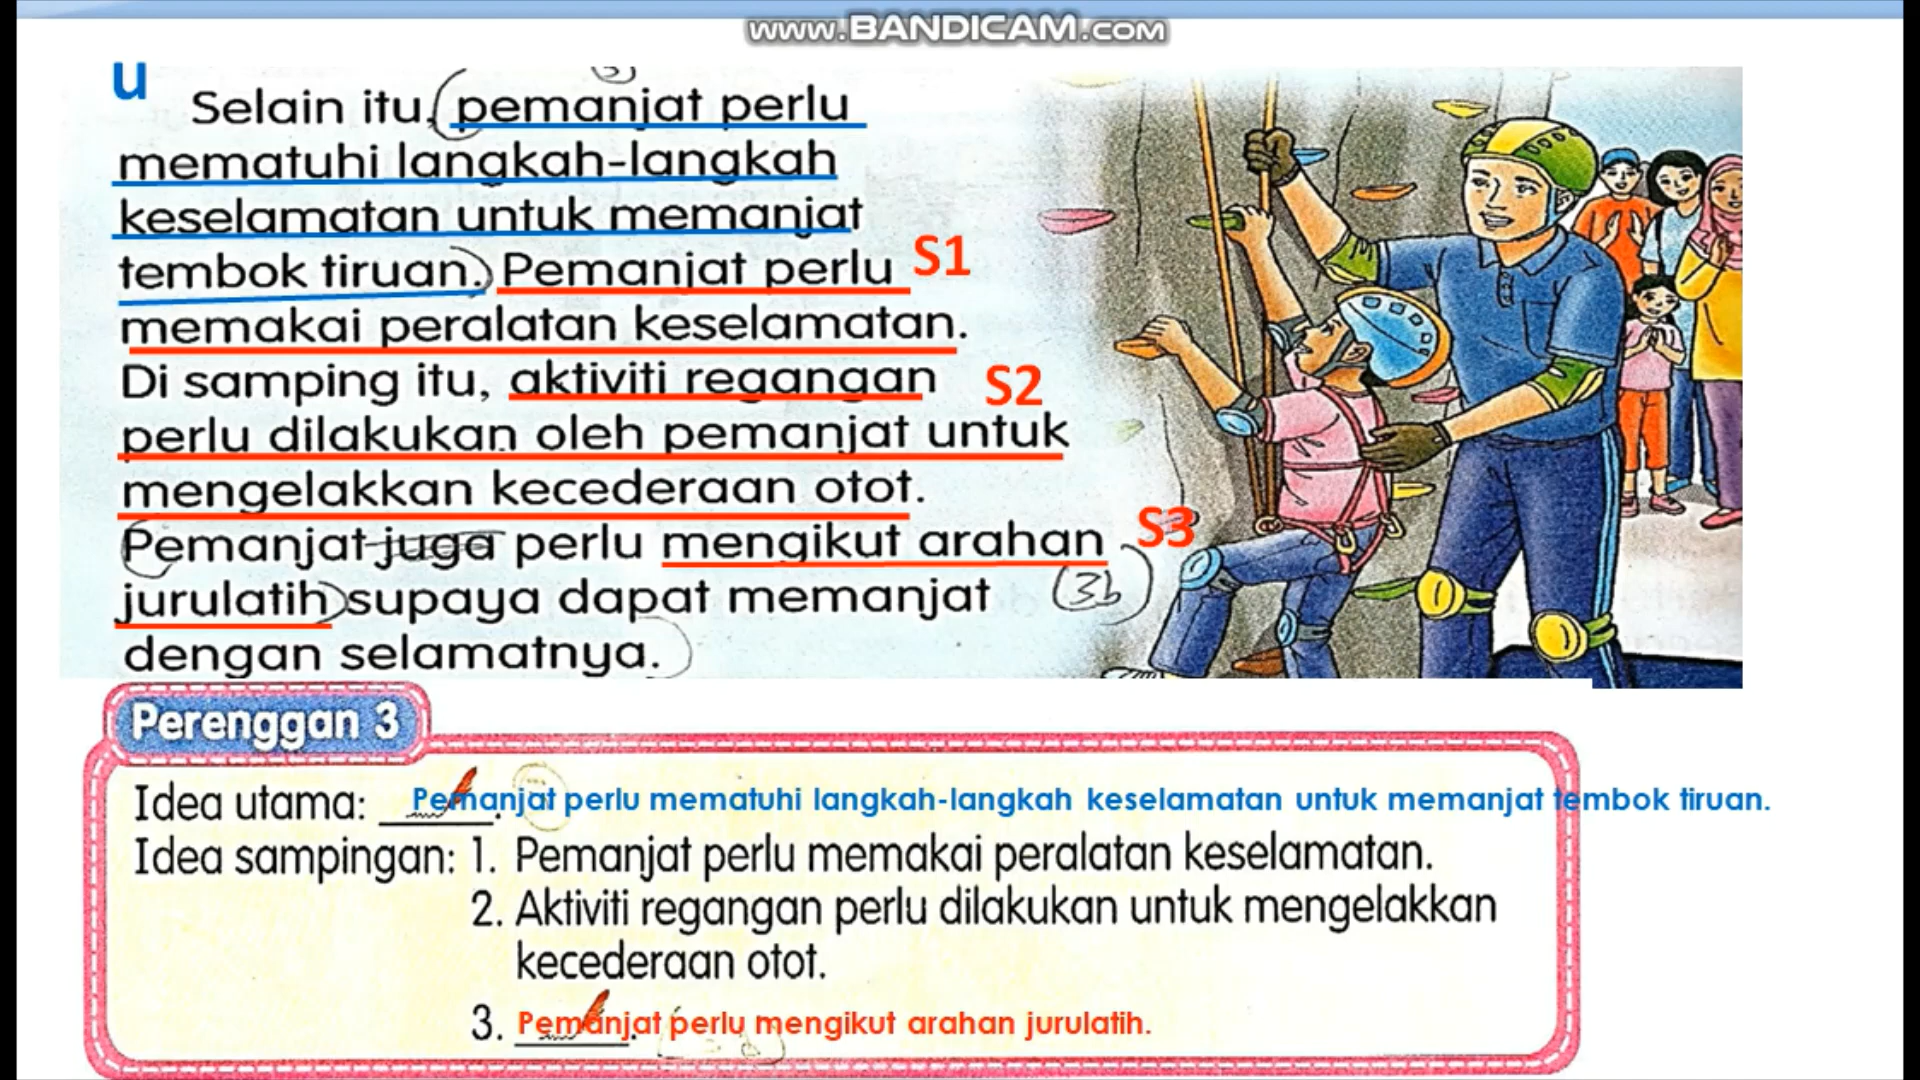 www.BANDICAM.com
u
Selain itu, pemanjat perlu
mematuhi langkah-langkah
keselamatan untuk memanjat
tembok tiruan. Pemanjat perlu S1
memakai peralatan keselamatan.
Di samping itu, aktiviti regangan S2
perlu dilakukan oleh pemanjat untuk
mengelakkan kecederaan otot.
Pemanjat juga perlu mengikut arahan S3
jurulatih supaya dapat memanjat (3b)
dengan selamatnya.
Perenggan 3
Idea utama: Pemanjat perlu mematuhi langkah-langkah keselamatan untuk memanjat tembok tiruan.
Idea sampingan: 1. Pemanjat perlu memakai peralatan keselamatan.
2. Aktiviti regangan perlu dilakukan untuk mengelakkan
kecederaan otot.
3. Pemanjat perlu mengikut arahan jurulatih.